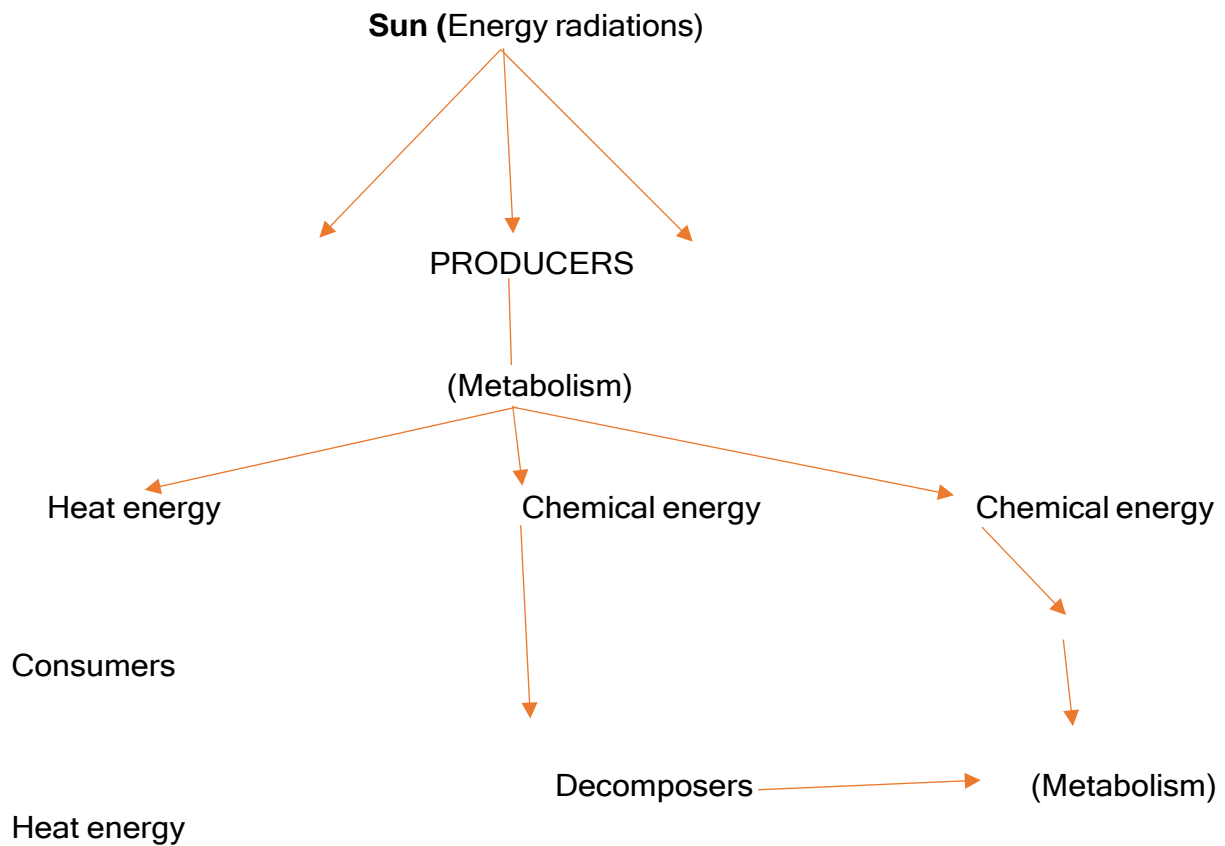 Sun (Energy radiations)
PRODUCERS
(Metabolism)
Heat energy Chemical energy Chemical energy
Consumers
Decomposers (Metabolism)
Heat energy